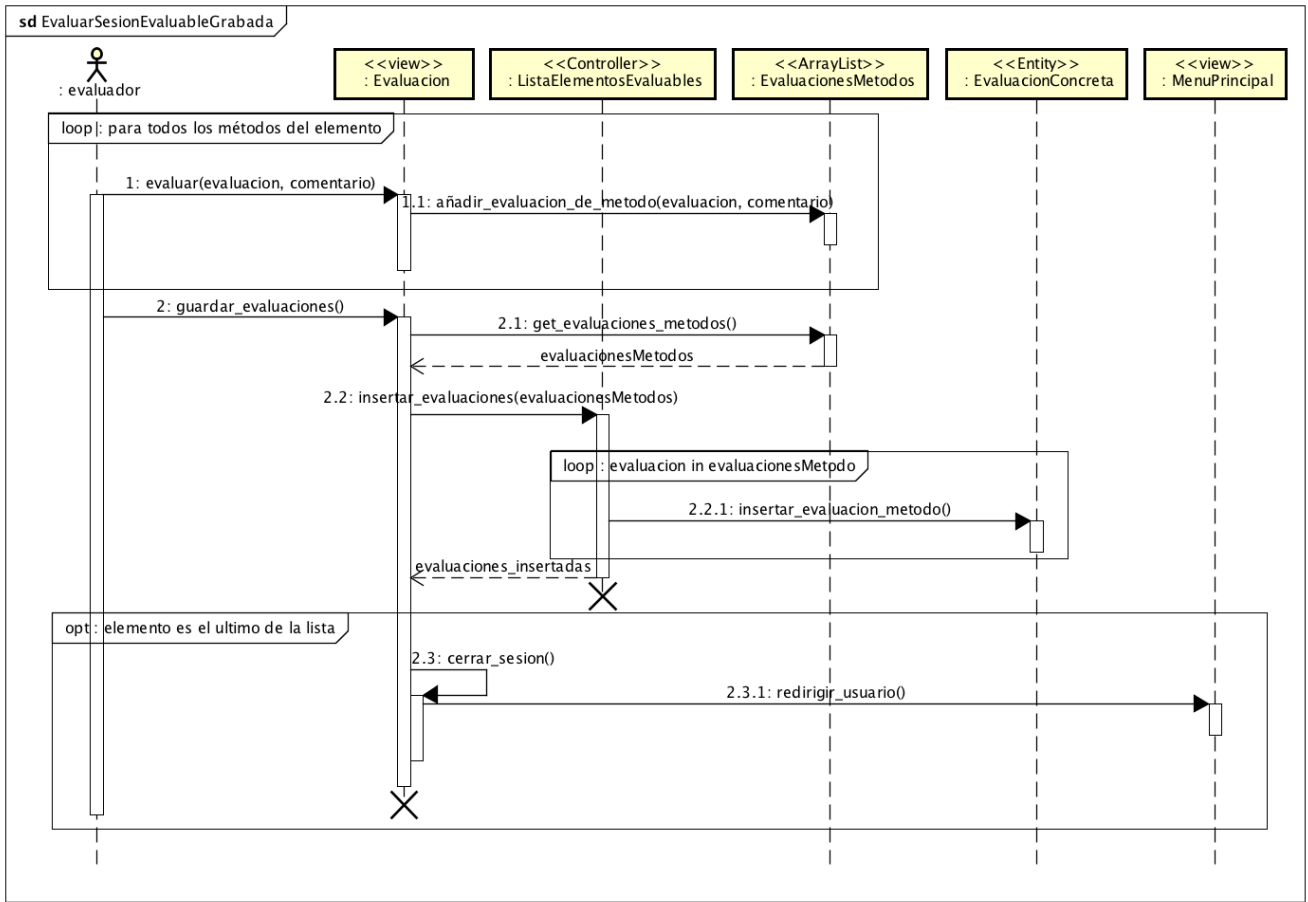 sd EvaluarSesionEvaluableGrabada
: evaluador
<<view>>
: Evaluacion
<<Controller>>
: ListaElementosEvaluables
<<ArrayList>>
: EvaluacionesMetodos
<<Entity>>
: EvaluacionConcreta
<<view>>
: MenuPrincipal
loop : para todos los métodos del elemento
1: evaluar(evaluacion, comentario)
1.1: añadir_evaluacion_de_metodo(evaluacion, comentario)
2: guardar_evaluaciones()
2.1: get_evaluaciones_metodos()
evaluacionesMetodos
2.2: insertar_evaluaciones(evaluacionesMetodos)
loop : evaluacion in evaluacionesMetodo
2.2.1: insertar_evaluacion_metodo()
evaluaciones_insertadas
opt : elemento es el ultimo de la lista
2.3: cerrar_sesion()
2.3.1: redirigir_usuario()